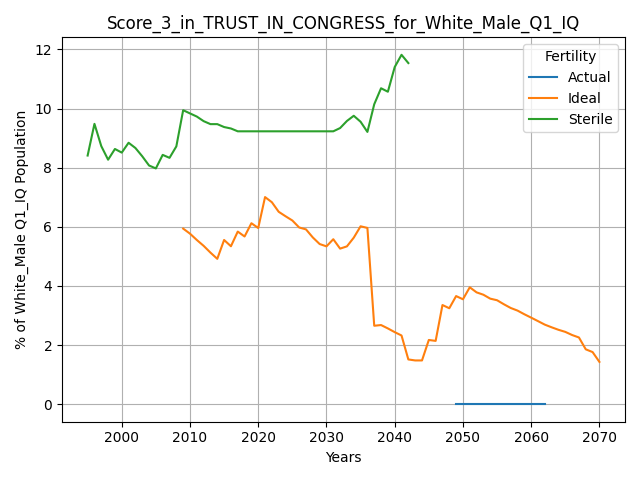 Score_3_in_TRUST_IN_CONGRESS_for_White_Male_Q1_IQ
% of White_Male Q1_IQ Population
12
10
8
6
4
2
0
Fertility
Actual
Ideal
Sterile
2000 2010 2020 2030 2040 2050 2060 2070
Years